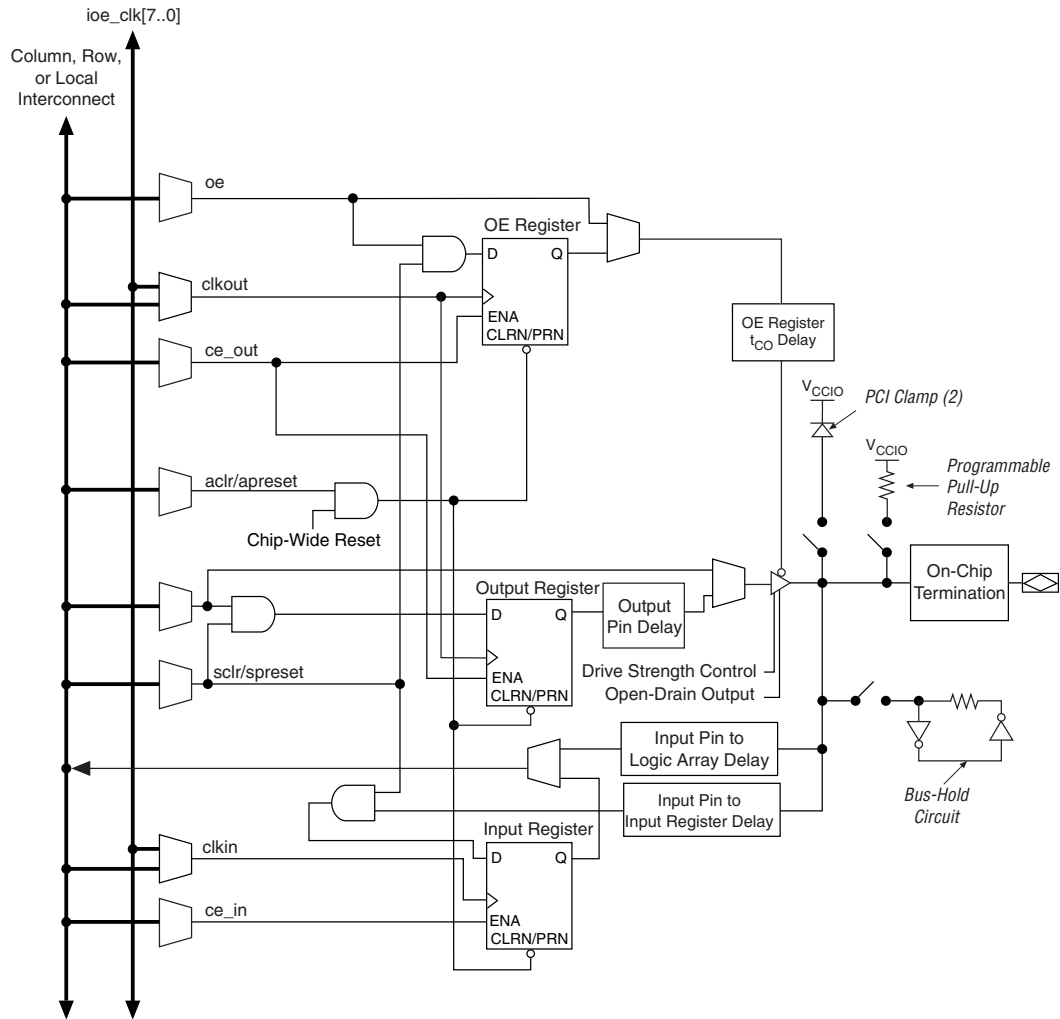 ioe_clk[7..0]
Column, Row,
or Local
Interconnect
oe
OE Register
D Q
clkout
ENA
CLRN/PRN
ce_out
OE Register
tCO Delay
VCCIO
PCI Clamp (2)
VCCIO
Programmable
Pull-Up
Resistor
aclr/apreset
Chip-Wide Reset
Output Register
D Q
ENA
CLRN/PRN
Output
Pin Delay
On-Chip
Termination
sclr/spreset
Drive Strength Control
Open-Drain Output
Input Pin to
Logic Array Delay
Input Pin to
Input Register Delay
Bus-Hold
Circuit
Input Register
D Q
clkin
ENA
CLRN/PRN
ce_in